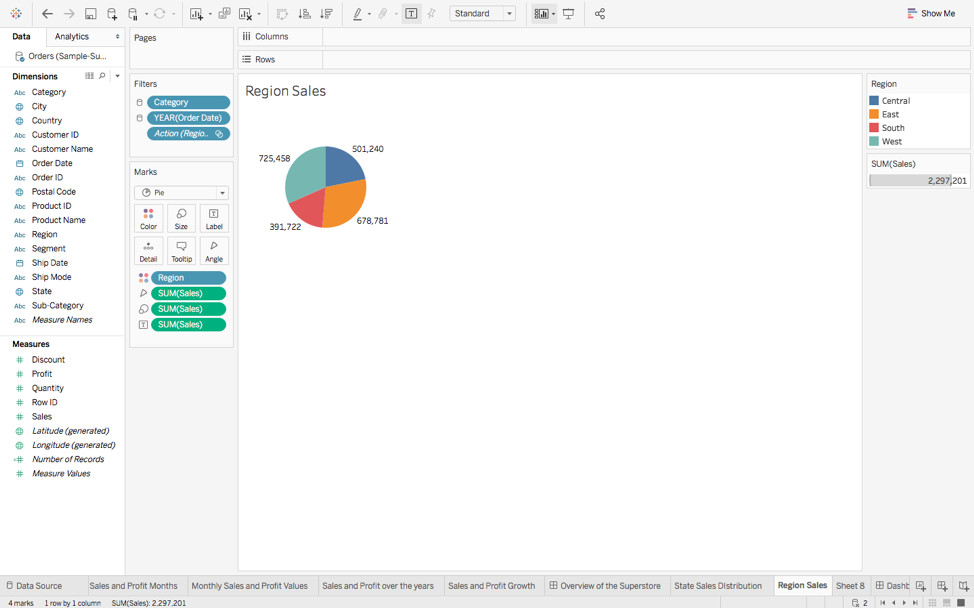 Standard
Show Me
Data
Analytics
Orders (Sample-Su...
Dimensions
Abc Category
City
Country
Abc Customer ID
Abc Customer Name
Order Date
Abc Order ID
Postal Code
Abc Product ID
Abc Product Name
Abc Region
Abc Segment
Ship Date
Abc Ship Mode
State
Abc Sub-Category
Abc Measure Names
Measures
Discount
Profit
Quantity
Row ID
Sales
Latitude (generated)
Longitude (generated)
Number of Records
Measure Values
Pages
Filters
Category
YEAR(Order Date)
Action (Regio..
Marks
Pie
Color
Size
Label
Detail
Tooltip
Angle
Region
SUM(Sales)
SUM(Sales)
SUM(Sales)
Columns
Rows
Region Sales
725,458
501,240
391,722
678,781
Region
Central
East
South
West
SUM(Sales)
2,297,201
Data Source
Sales and Profit Months
Monthly Sales and Profit Values
Sales and Profit over the years
Sales and Profit Growth
Overview of the Superstore
State Sales Distribution
Region Sales
Sheet 8
Dashb
4 marks
1 row by 1 column
SUM(Sales): 2,297,201
2